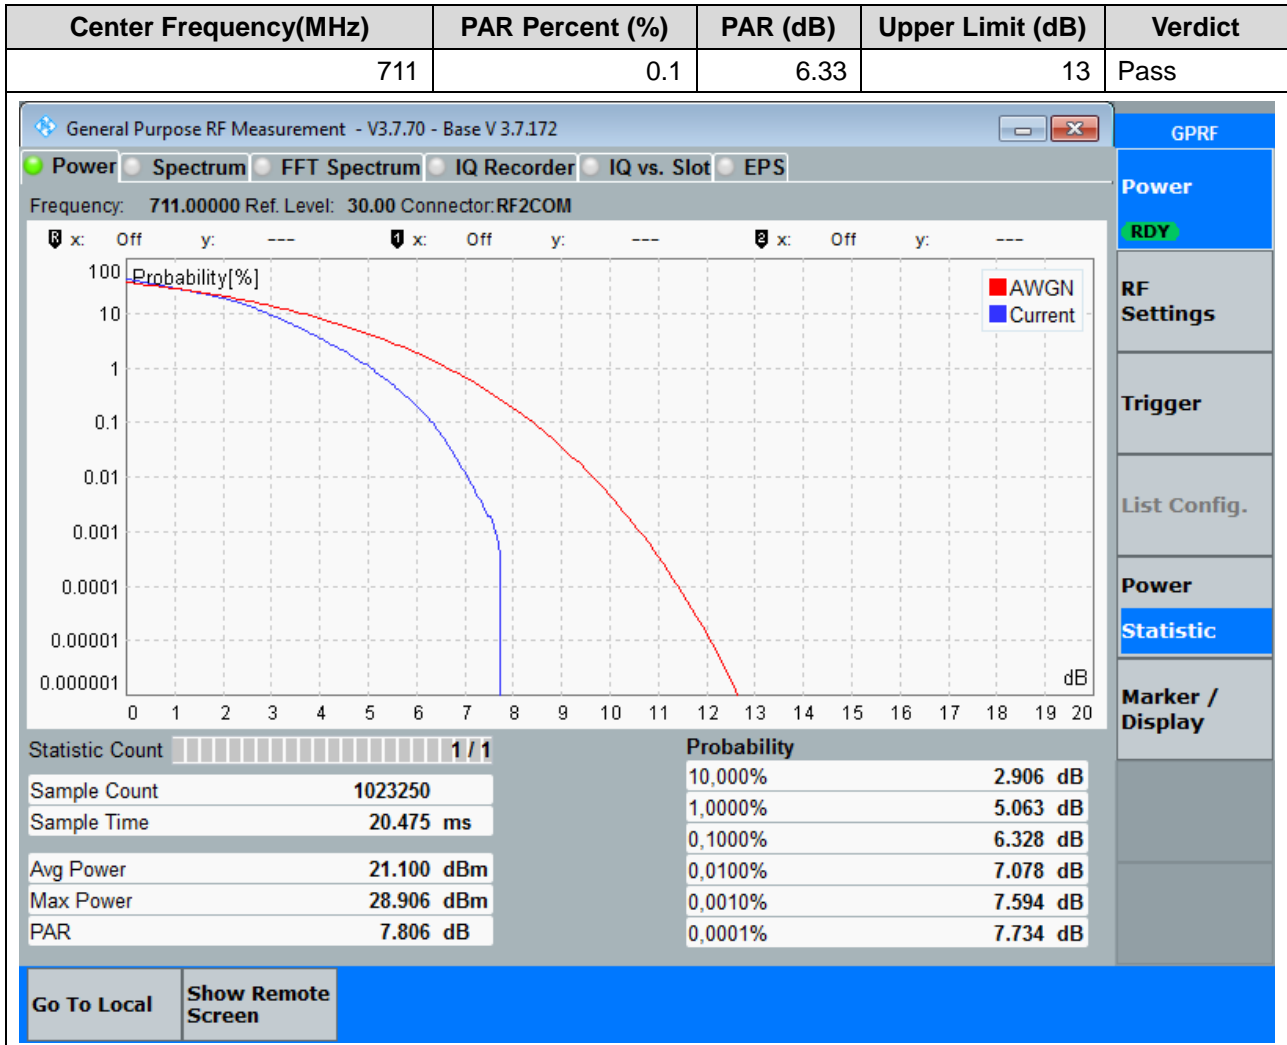 Center Frequency(MHz) PAR Percent (%) PAR (dB) Upper Limit (dB) Verdict
711 0.1 6.33 13 Pass
General Purpose RF Measurement - V3.7.70 - Base V 3.7.172
GPRF
Power Spectrum FFT Spectrum IQ Recorder IQ vs. Slot EPS
Power
RDY
Frequency: 711.00000 Ref. Level: 30.00 Connector:RF2COM
R x: Off y: --- 1 x: Off y: --- 2 x: Off y: ---
Probability[%]
AWGN
Current
100
10
1
0.1
0.01
0.001
0.0001
0.00001
0.000001
dB
0 1 2 3 4 5 6 7 8 9 10 11 12 13 14 15 16 17 18 19 20
RF
Settings
Trigger
List Config.
Power
Statistic
Marker /
Display
Statistic Count 1 / 1
Sample Count 1023250
Sample Time 20.475 ms
Avg Power 21.100 dBm
Max Power 28.906 dBm
PAR 7.806 dB
Probability
10,000% 2.906 dB
1,0000% 5.063 dB
0,1000% 6.328 dB
0,0100% 7.078 dB
0,0010% 7.594 dB
0,0001% 7.734 dB
Go To Local
Show Remote
Screen